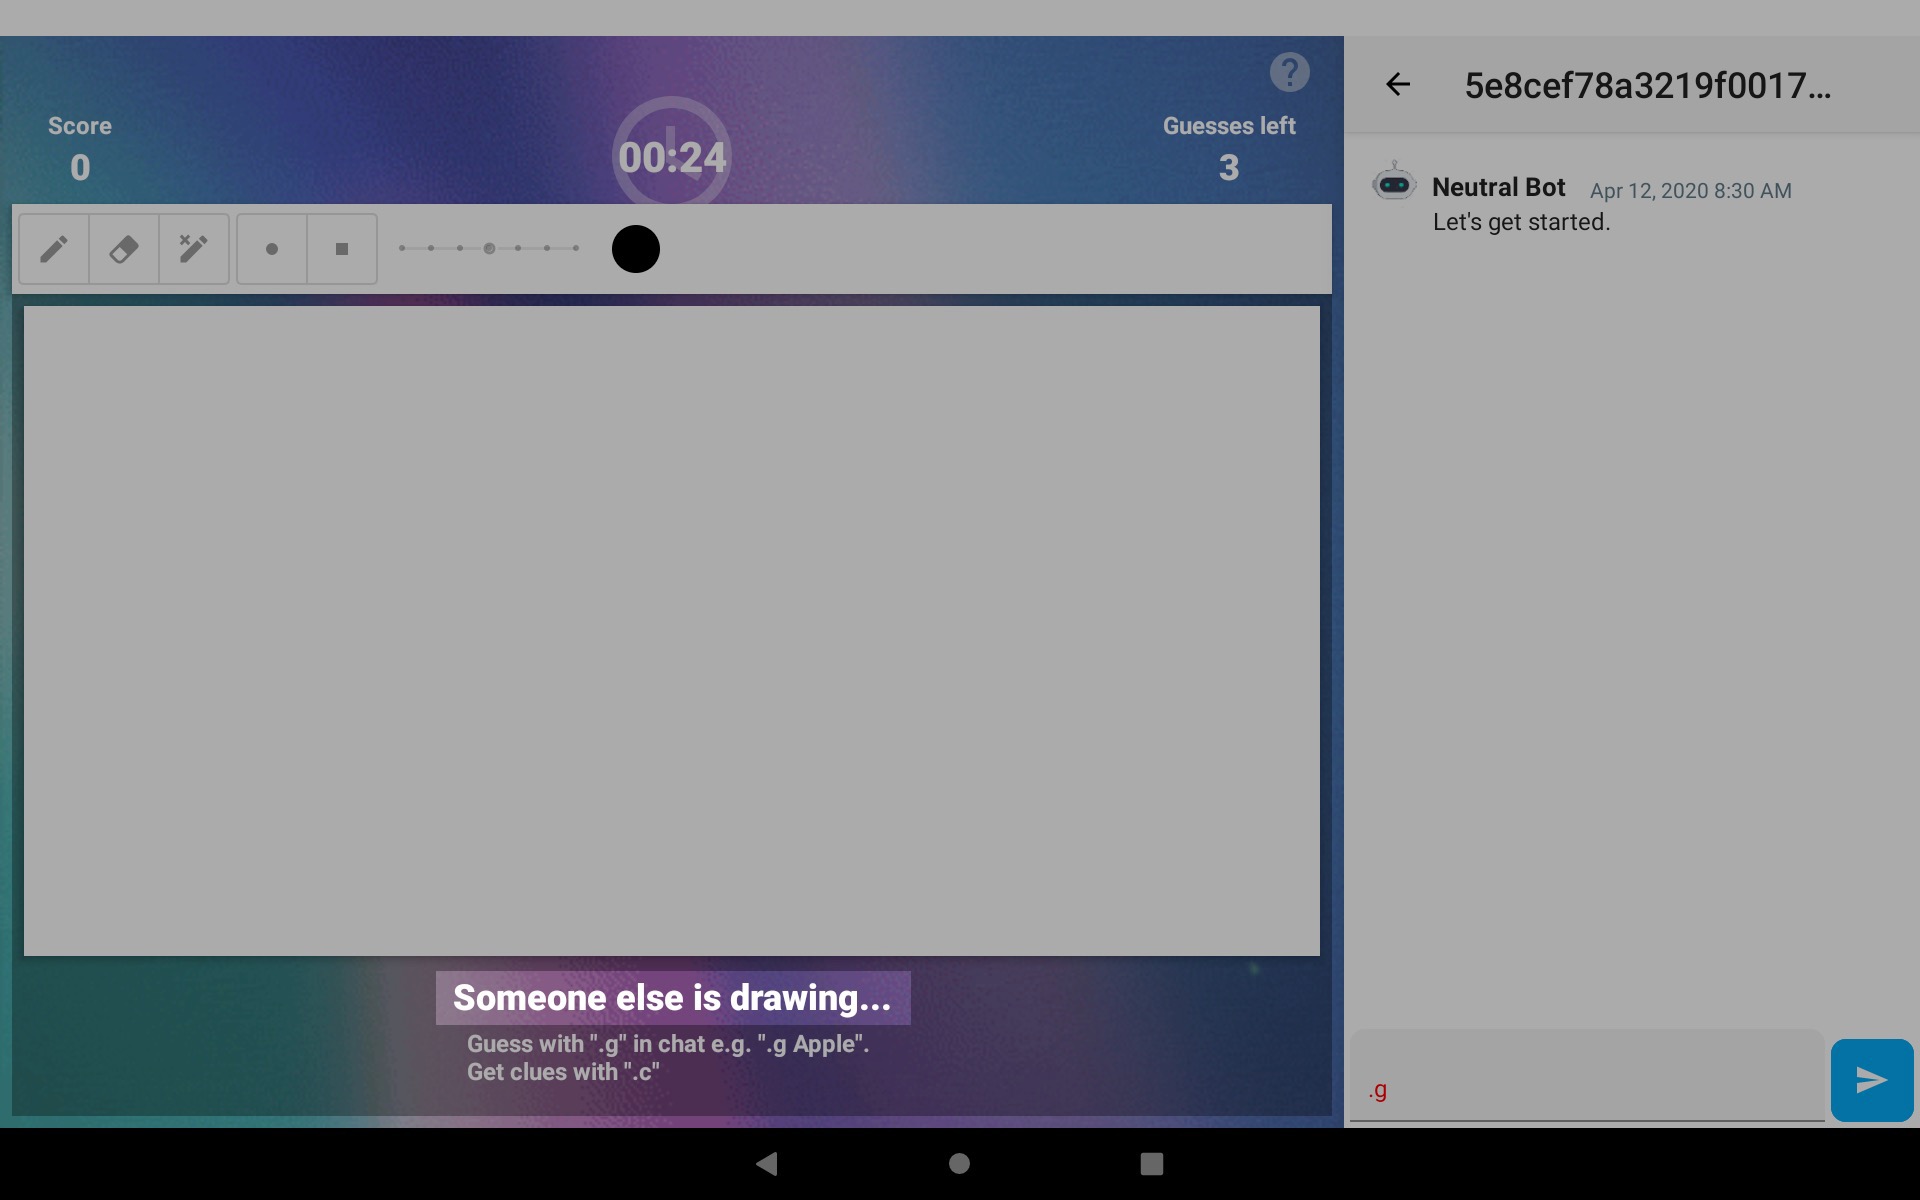 ?
Score
0
00:24
Guesses left
3
Someone else is drawing...
Guess with ".g" in chat e.g. ".g Apple".
Get clues with ".c"
5e8cef78a3219f0017...
Neutral Bot Apr 12, 2020 8:30 AM
Let's get started.
.g